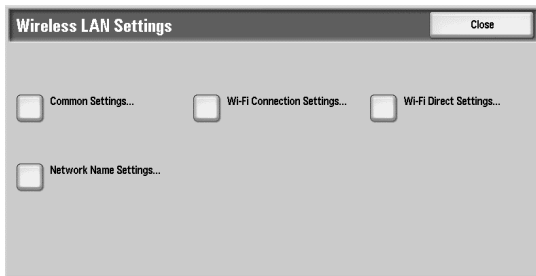 Wireless LAN Settings
Close
Common Settings...
Wi-Fi Connection Settings...
Wi-Fi Direct Settings...
Network Name Settings...